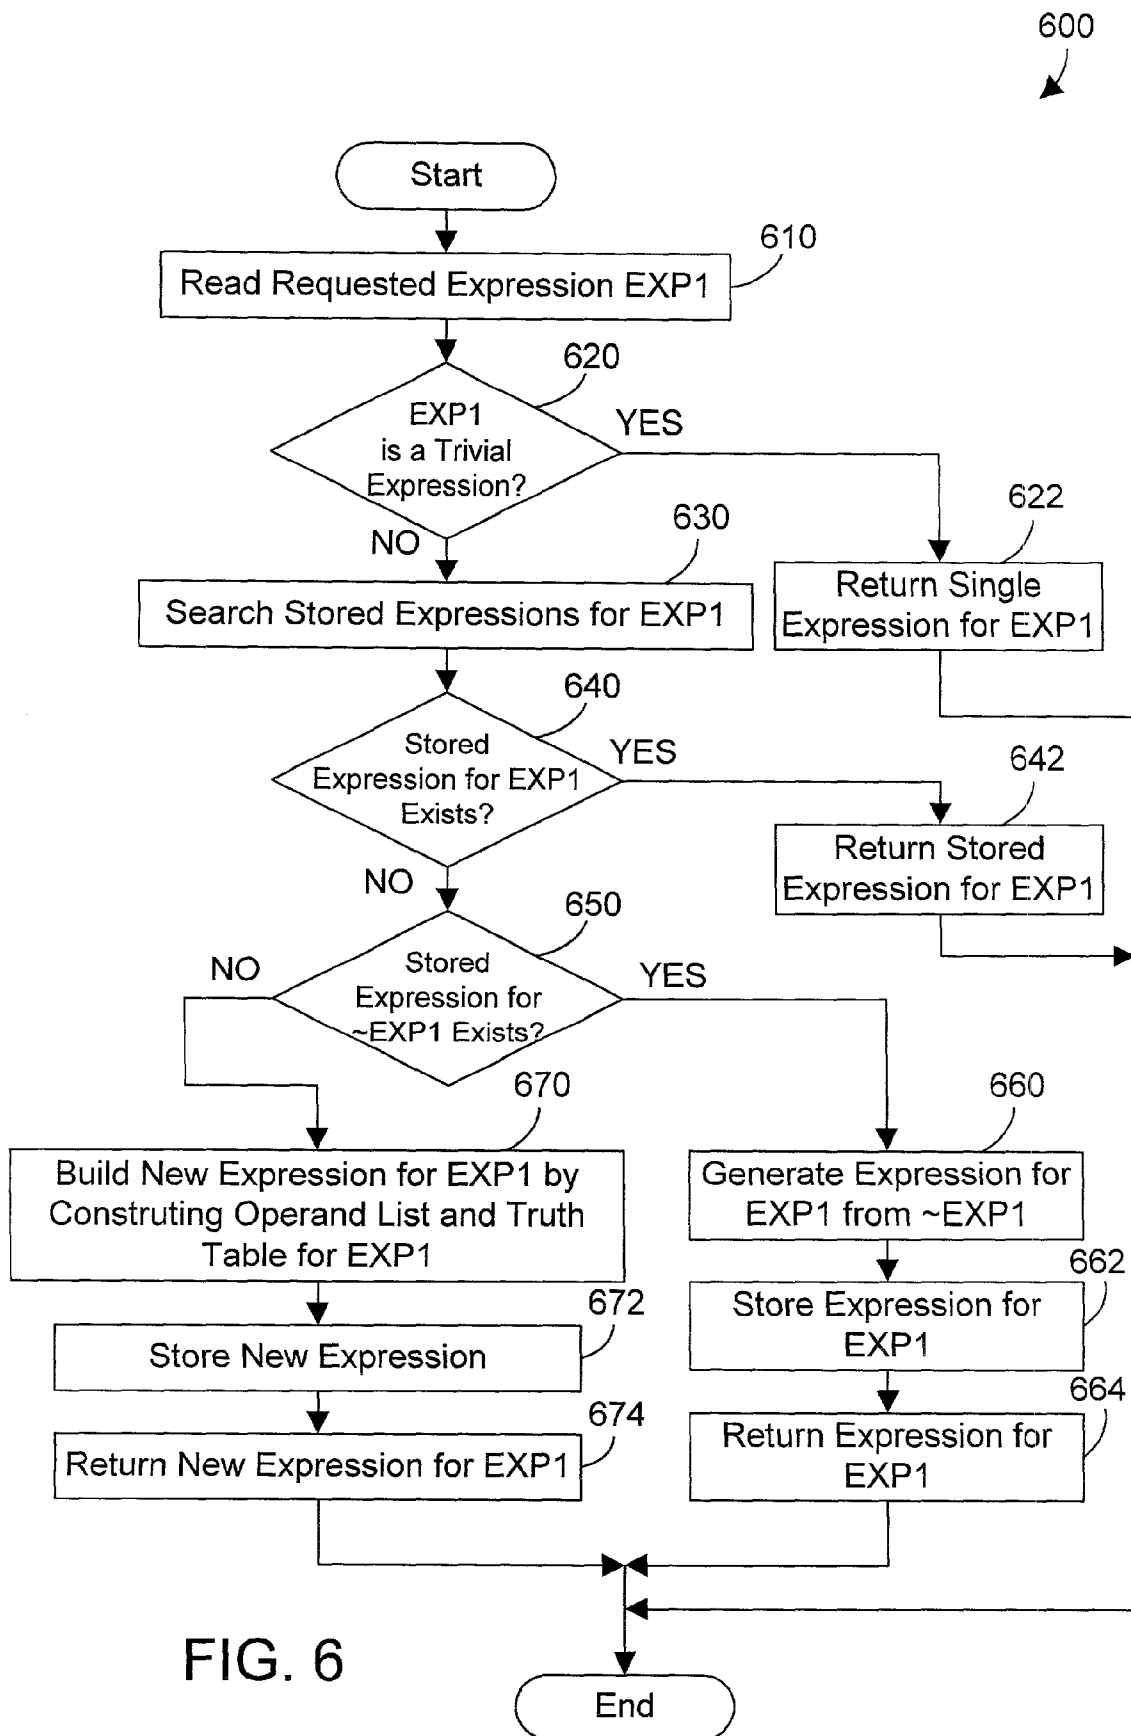 600
Start
610
Read Requested Expression EXP1
620
EXP1
is a Trivial
Expression?
YES
NO
630
622
Search Stored Expressions for EXP1
Return Single
Expression for EXP1
640
Stored
Expression for EXP1
Exists?
YES
642
Return Stored
Expression for EXP1
NO
650
NO
Stored
Expression for
~EXP1 Exists?
YES
670
660
Build New Expression for EXP1 by
Construting Operand List and Truth
Table for EXP1
Generate Expression for
EXP1 from ~EXP1
672
662
Store New Expression
Store Expression for
EXP1
674
664
Return New Expression for EXP1
Return Expression for
EXP1
FIG. 6
End